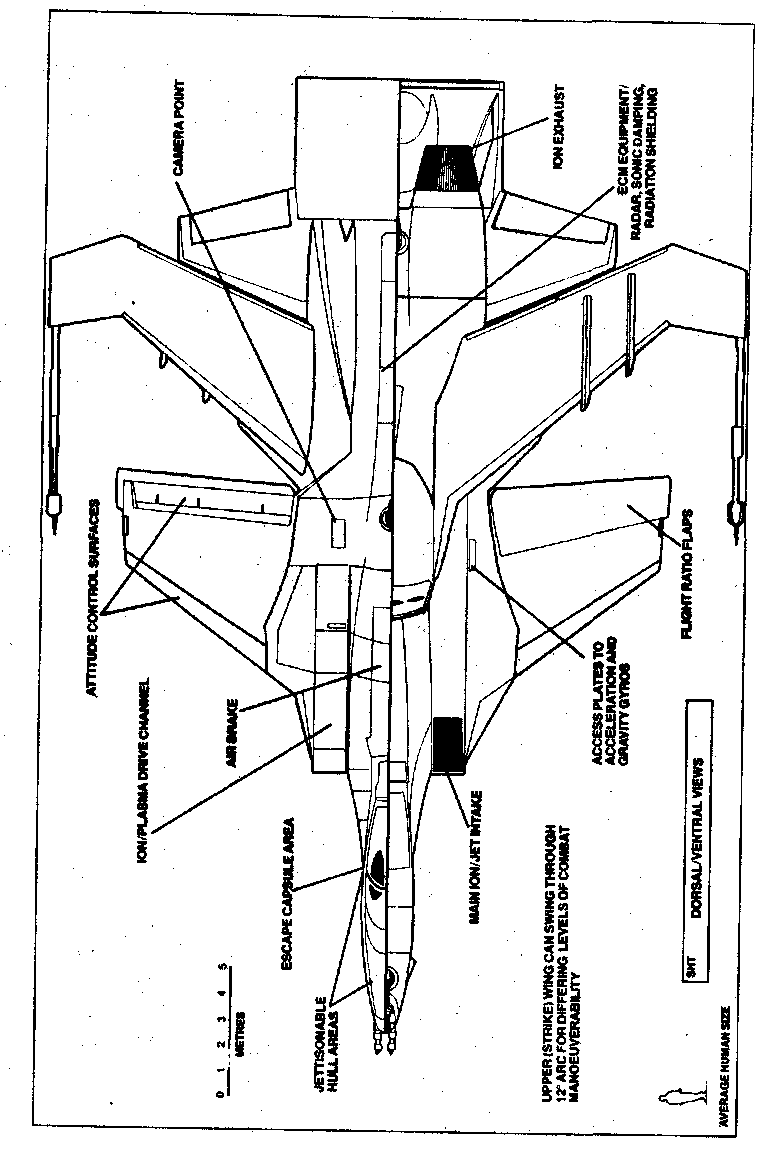 CAMERA POINT
ION EXHAUST
ECM EQUIPMENT/
RADAR, SONIC DAMPING,
RADIATION SHIELDING
ATTITUDE CONTROL SURFACES
FLIGHT RATIO FLAPS
ION/PLASMA DRIVE CHANNEL
AIR BRAKE
ACCESS PLATES TO
ACCELERATION AND
GRAVITY GYROS
ESCAPE CAPSULE AREA
MAIN ION/JET INTAKE
JETTISONABLE
HULL AREAS
0 1 2 3 4 5
METRES
UPPER (STRIKE) WING CAN SWING THROUGH
12° ARC FOR DIFFERING LEVELS OF COMBAT
MANOEUVERABILITY
SHT DORSAL/VENTRAL VIEWS
AVERAGE HUMAN SIZE